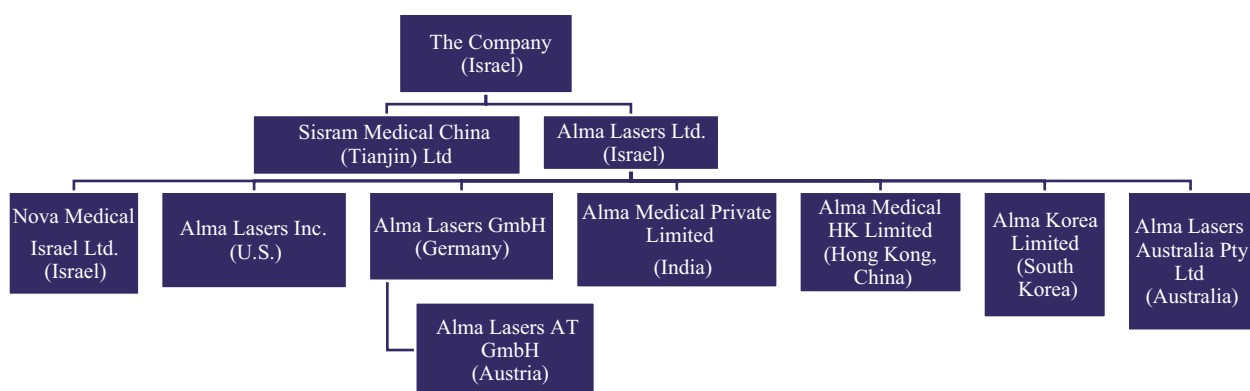 The Company
(Israel)
Sisram Medical China
(Tianjin) Ltd
Alma Lasers Ltd.
(Israel)
Nova Medical
Israel Ltd.
(Israel)
Alma Lasers Inc.
(U.S.)
Alma Lasers GmbH
(Germany)
Alma Medical Private
Limited
(India)
Alma Medical
HK Limited
(Hong Kong,
China)
Alma Korea
Limited
(South
Korea)
Alma Lasers
Australia Pty
Ltd
(Australia)
Alma Lasers AT
GmbH
(Austria)